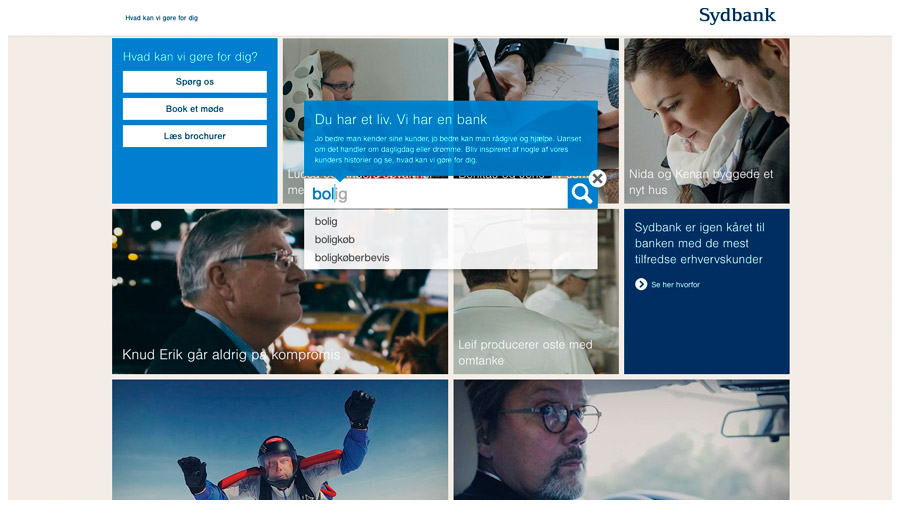 Hvad kan vi gøre for dig
Sydbank
Hvad kan vi gøre for dig?
Spørg os
Book et møde
Læs brochurer
Du har et liv. Vi har en bank
Jo bedre man kender sine kunder, jo bedre kan man rådgive og hjælpe. Uanset
om det handler om dagligdag eller drømme. Bliv inspireret af nogle af vores
kunders historier og se, hvad kan vi gøre for dig.
Nida og Kenan byggede et
nyt hus
bolig
bolig
boligkøb
boligkøberbevis
Sydbank er igen kåret til
banken med de mest
tilfredse erhvervskunder
Se her hvorfor
Knud Erik går aldrig på kompromis
Leif producerer oste med
omtanke